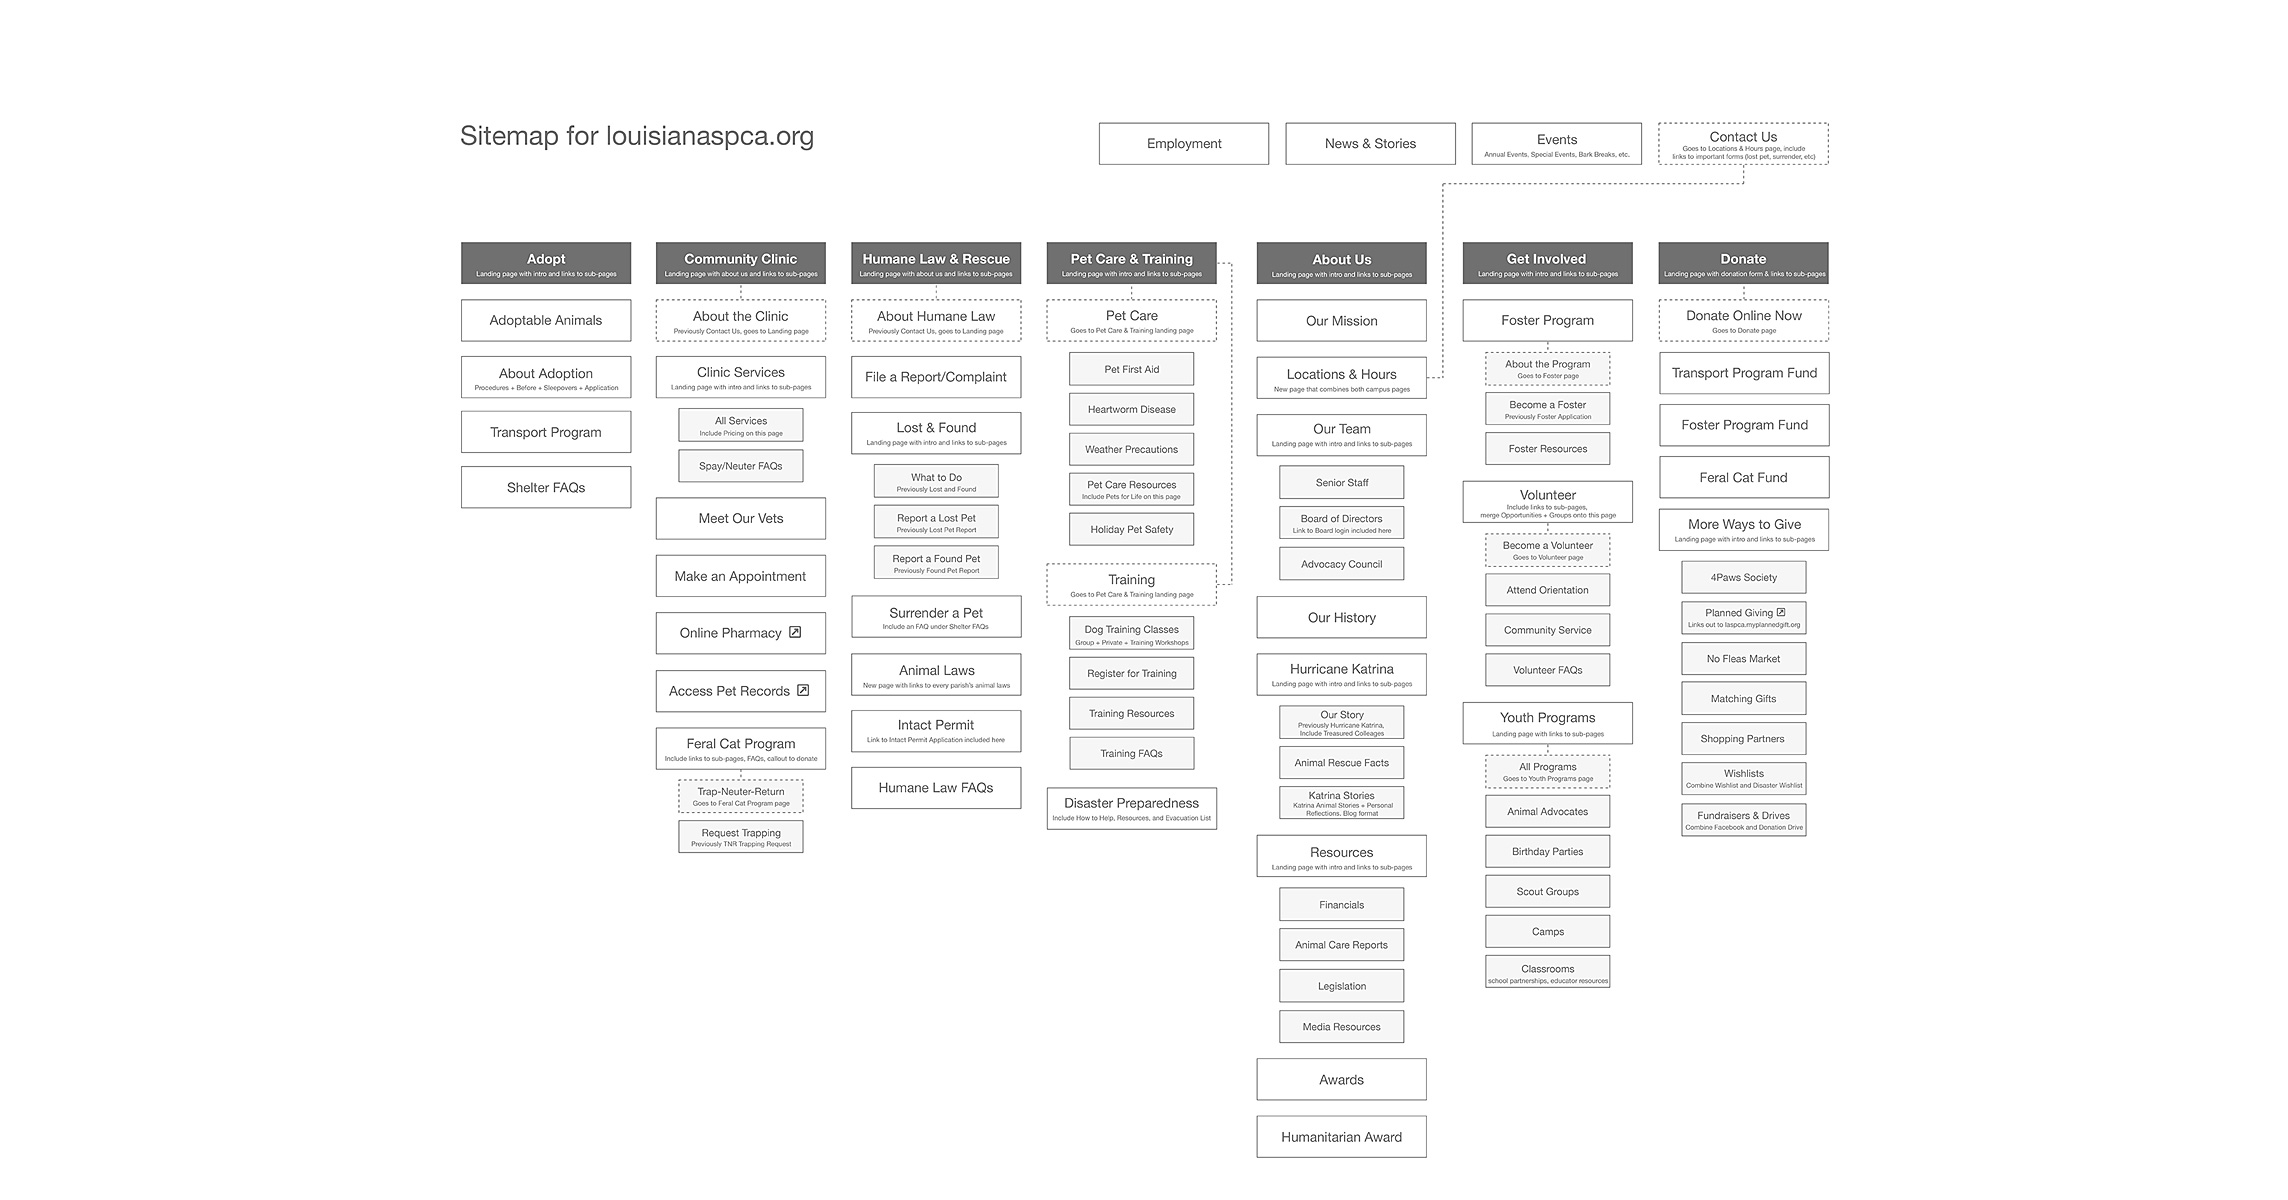 Sitemap for louisianaspca.org
Employment
News & Stories
Events
Annual Events, Special Events, Bark Breaks, etc.
Contact Us
Goes to Locations & Hours page, include
links to important forms (lost pet, surrender, etc)
Adopt
Landing page with intro and links to sub-pages
Adoptable Animals
About Adoption
Procedures + Before + Sleepovers + Application
Transport Program
Shelter FAQs
Community Clinic
Landing page with about us and links to sub-pages
About the Clinic
Previously Contact Us, goes to Landing page
Clinic Services
Landing page with intro and links to sub-pages
All Services
Include Pricing on this page
Spay/Neuter FAQs
Meet Our Vets
Make an Appointment
Online Pharmacy
Access Pet Records
Feral Cat Program
Include links to sub-pages, FAQs, callout to donate
Trap-Neuter-Return
Goes to Feral Cat Program page
Request Trapping
Previously TNR Trapping Request
Humane Law & Rescue
Landing page with about us and links to sub-pages
About Humane Law
Previously Contact Us, goes to Landing page
File a Report/Complaint
Lost & Found
Landing page with intro and links to sub-pages
What to Do
Previously Lost and Found
Report a Lost Pet
Previously Lost Pet Report
Report a Found Pet
Previously Found Pet Report
Surrender a Pet
Include an FAQ under Shelter FAQs
Animal Laws
New page with links to every parish's animal laws
Intact Permit
Link to Intact Permit Application included here
Humane Law FAQs
Pet Care & Training
Landing page with intro and links to sub-pages
Pet Care
Goes to Pet Care & Training landing page
Pet First Aid
Heartworm Disease
Weather Precautions
Pet Care Resources
Include Pets for Life on this page
Holiday Pet Safety
Training
Goes to Pet Care & Training landing page
Dog Training Classes
Group + Private + Training Workshops
Register for Training
Training Resources
Training FAQs
Disaster Preparedness
Include How to Help, Resources, and Evacuation List
About Us
Landing page with intro and links to sub-pages
Our Mission
Locations & Hours
New page that combines both campus pages
Our Team
Landing page with intro and links to sub-pages
Senior Staff
Board of Directors
Link to Board login included here
Advocacy Council
Our History
Hurricane Katrina
Landing page with intro and links to sub-pages
Our Story
Previously Hurricane Katrina,
Include Treasured Colleages
Animal Rescue Facts
Katrina Stories
Katrina Animal Stories + Personal
Reflections. Blog format
Resources
Landing page with intro and links to sub-pages
Financials
Animal Care Reports
Legislation
Media Resources
Awards
Humanitarian Award
Get Involved
Landing page with intro and links to sub-pages
Foster Program
About the Program
Goes to Foster page
Become a Foster
Previously Foster Application
Foster Resources
Volunteer
Include links to sub-pages,
merge Opportunities + Groups onto this page
Become a Volunteer
Goes to Volunteer page
Attend Orientation
Community Service
Volunteer FAQs
Youth Programs
Landing page with links to sub-pages
All Programs
Goes to Youth Programs page
Animal Advocates
Birthday Parties
Scout Groups
Camps
Classrooms
school partnerships, educator resources
Donate
Landing page with donation form & links to sub-pages
Donate Online Now
Goes to Donate page
Transport Program Fund
Foster Program Fund
Feral Cat Fund
More Ways to Give
Landing page with intro and links to sub-pages
4Paws Society
Planned Giving
Links out to laspca.myplannedgift.org
No Fleas Market
Matching Gifts
Shopping Partners
Wishlists
Combine Wishlist and Disaster Wishlist
Fundraisers & Drives
Combine Facebook and Donation Drive